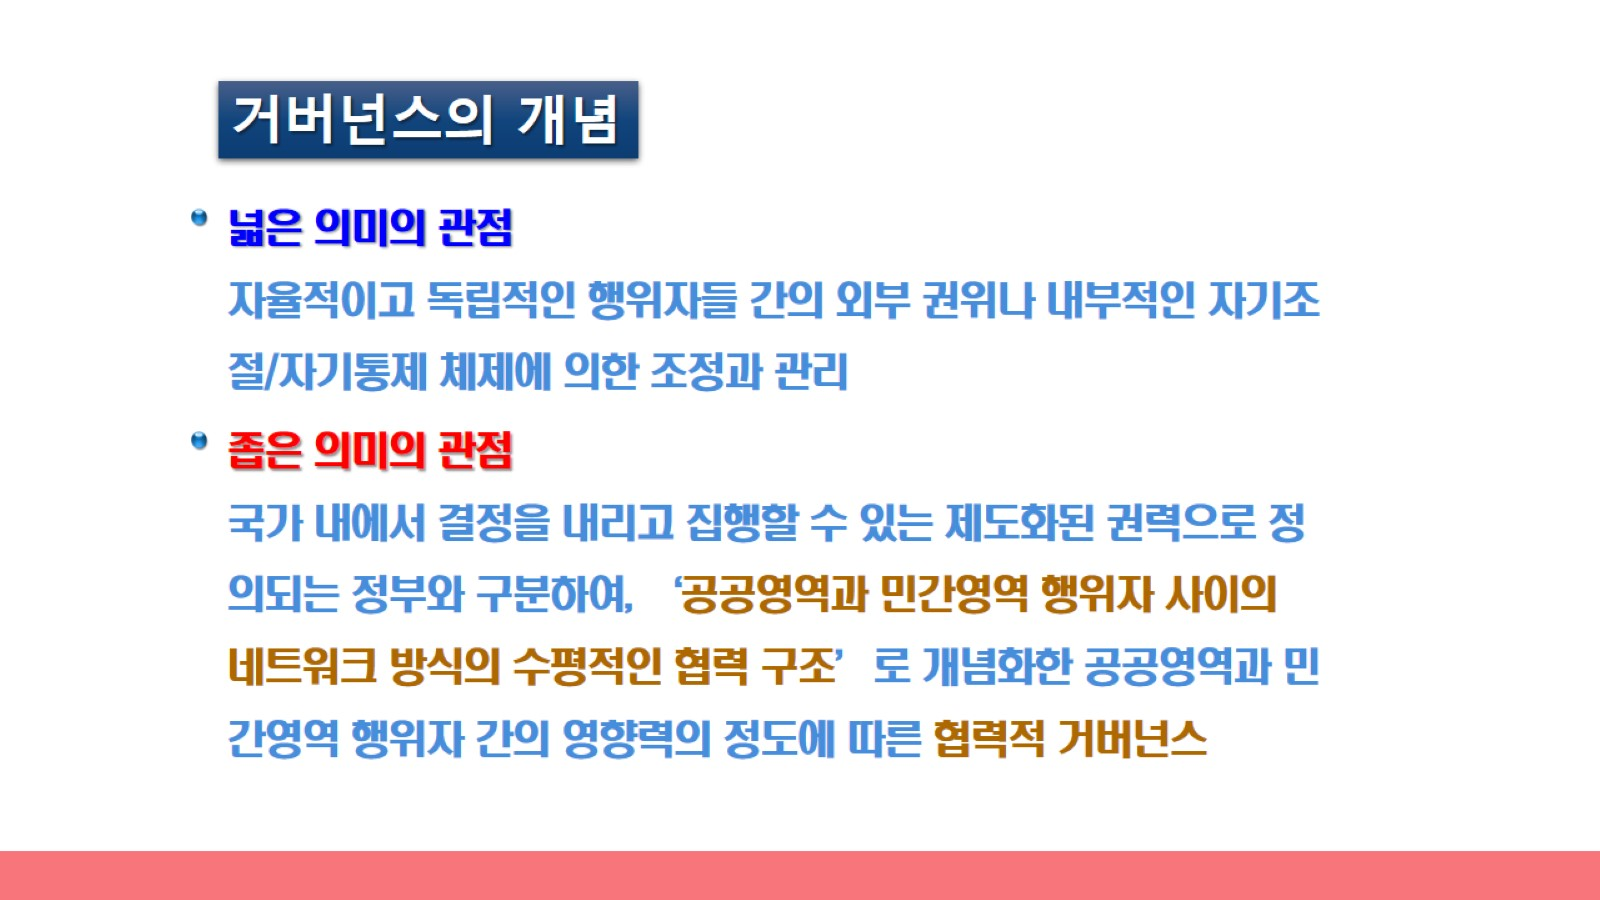 거버넌스의 개념
넓은 의미의 관점
자율적이고 독립적인 행위자들 간의 외부 권위나 내부적인 자기조
절/자기통제 체제에 의한 조정과 관리
좁은 의미의 관점
국가 내에서 결정을 내리고 집행할 수 있는 제도화된 권력으로 정
의되는 정부와 구분하여, ‘공공영역과 민간영역 행위자 사이의
네트워크 방식의 수평적인 협력 구조’ 로 개념화한 공공영역과 민
간영역 행위자 간의 영향력의 정도에 따른 협력적 거버넌스